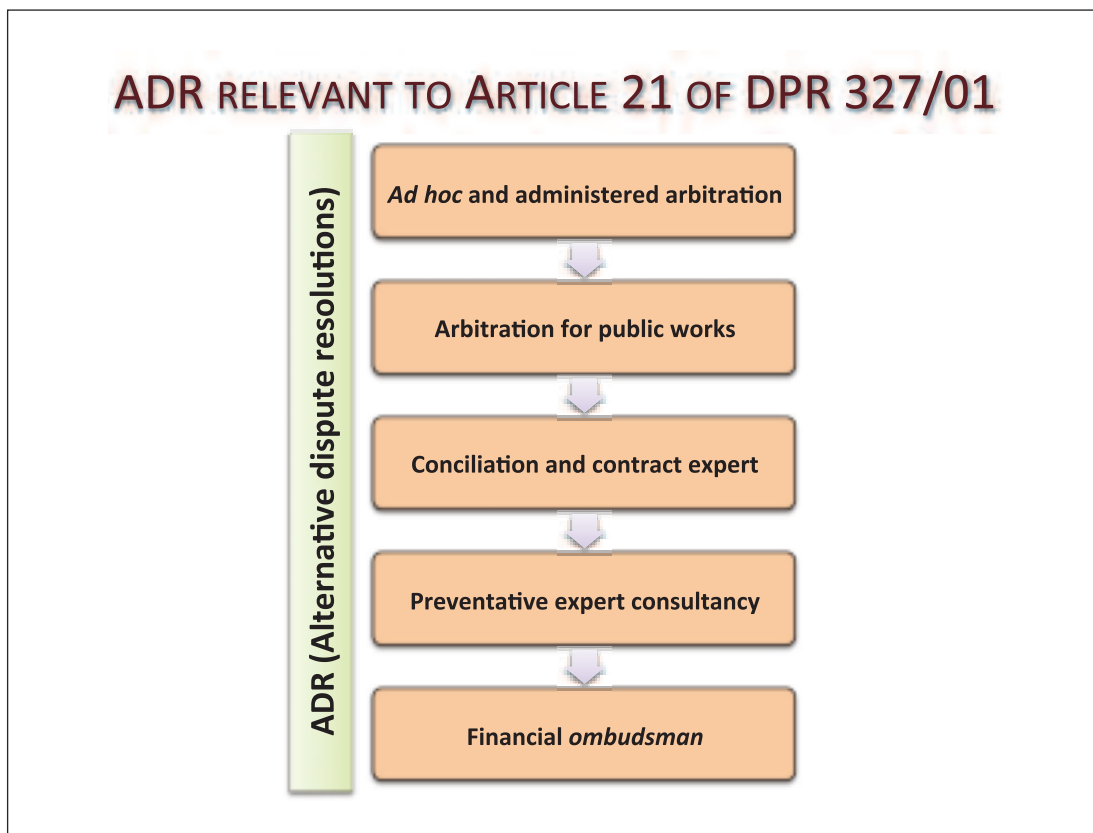 ADR RELEVANT TO ARTICLE 21 OF DPR 327/01
ADR (Alternative dispute resolutions)
Ad hoc and administered arbitration
Arbitration for public works
Conciliation and contract expert
Preventative expert consultancy
Financial ombudsman